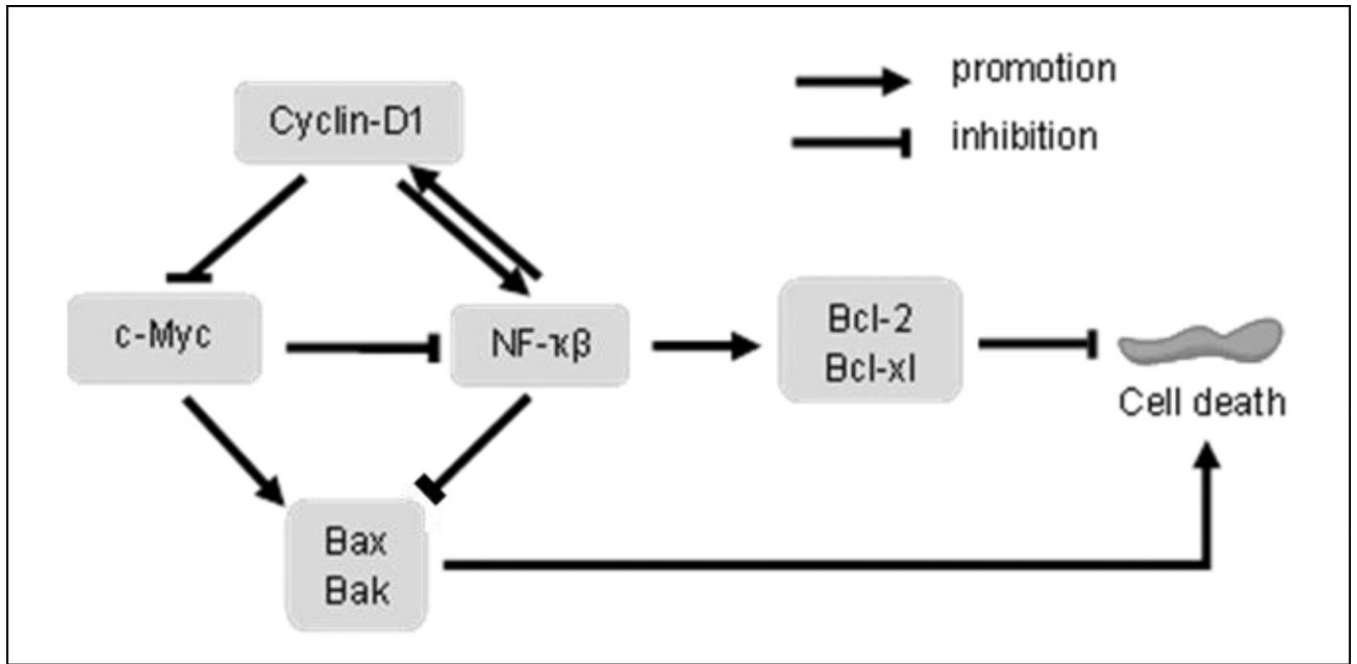 promotion
inhibition
Cyclin-D1
c-Myc
NF-κβ
Bcl-2
Bcl-xl
Cell death
Bax
Bak